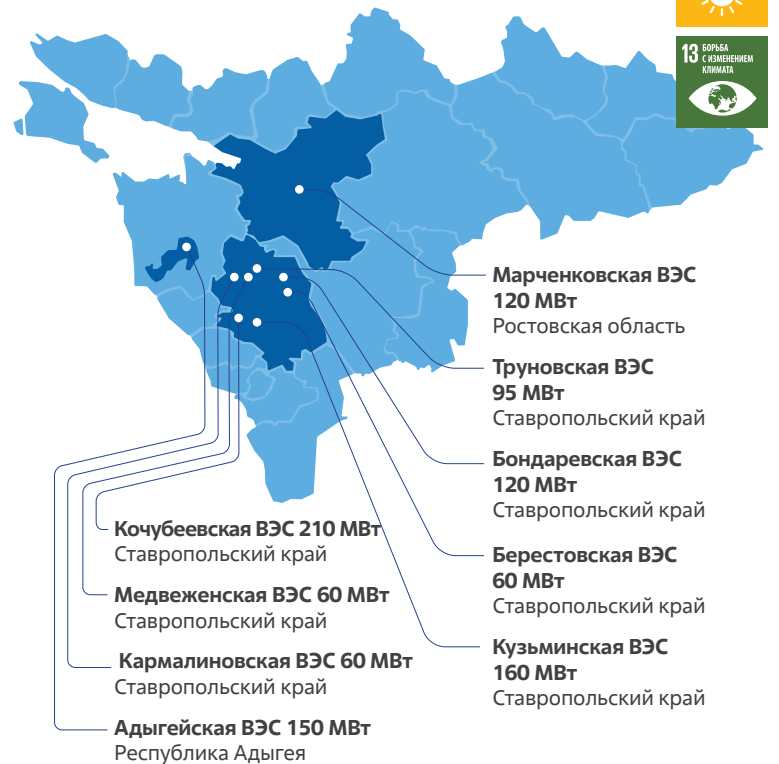 13 БОРЬБА
С ИЗМЕНЕНИЕМ
КЛИМАТА
Марченковская ВЭС
120 МВт
Ростовская область
Труновская ВЭС
95 МВт
Ставропольский край
Бондаревская ВЭС
120 МВт
Ставропольский край
Берестовская ВЭС
60 МВт
Ставропольский край
Кузьминская ВЭС
160 МВт
Ставропольский край
Кочубеевская ВЭС 210 МВт
Ставропольский край
Медвеженская ВЭС 60 МВт
Ставропольский край
Кармалиновская ВЭС 60 МВт
Ставропольский край
Адыгейская ВЭС 150 МВт
Республика Адыгея